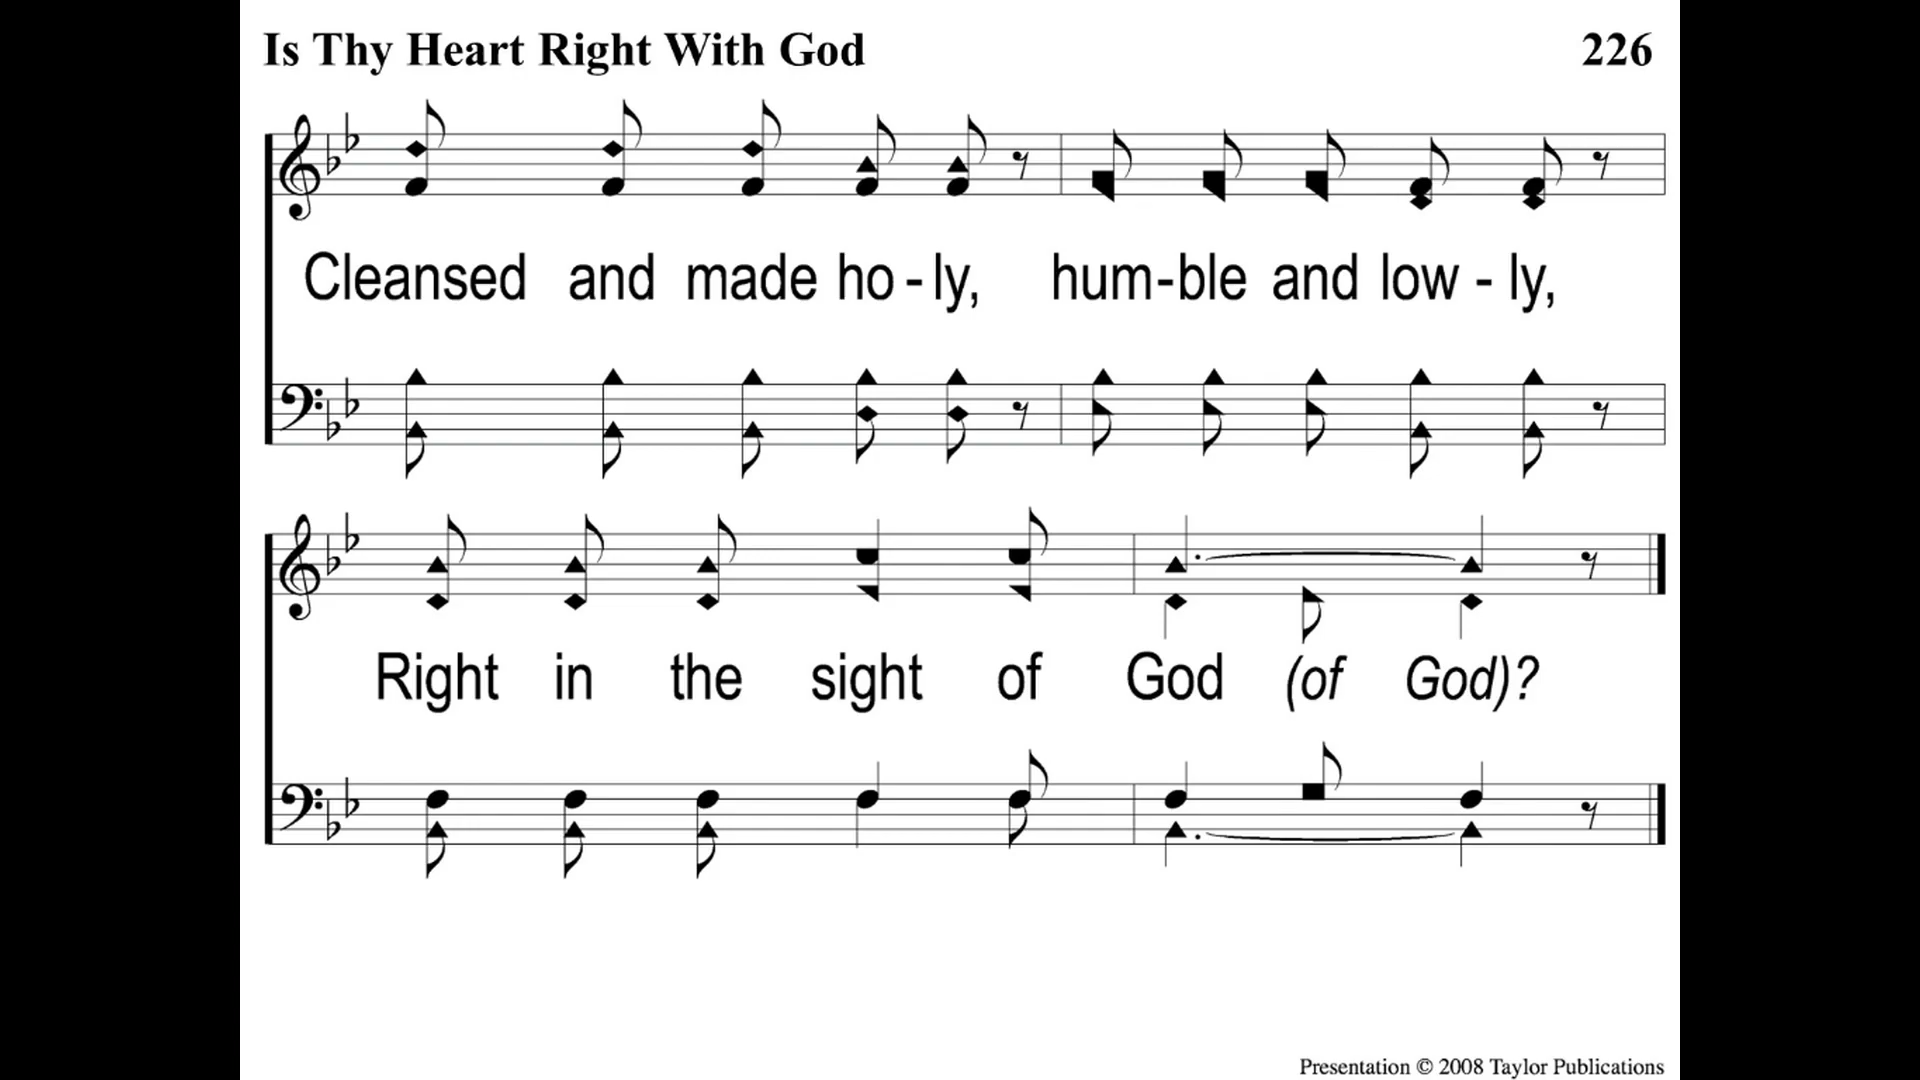 Is Thy Heart Right With God 226
Cleansed and made ho - ly, hum-ble and low - ly,
Right in the sight of God (of God)?
Presentation © 2008 Taylor Publications